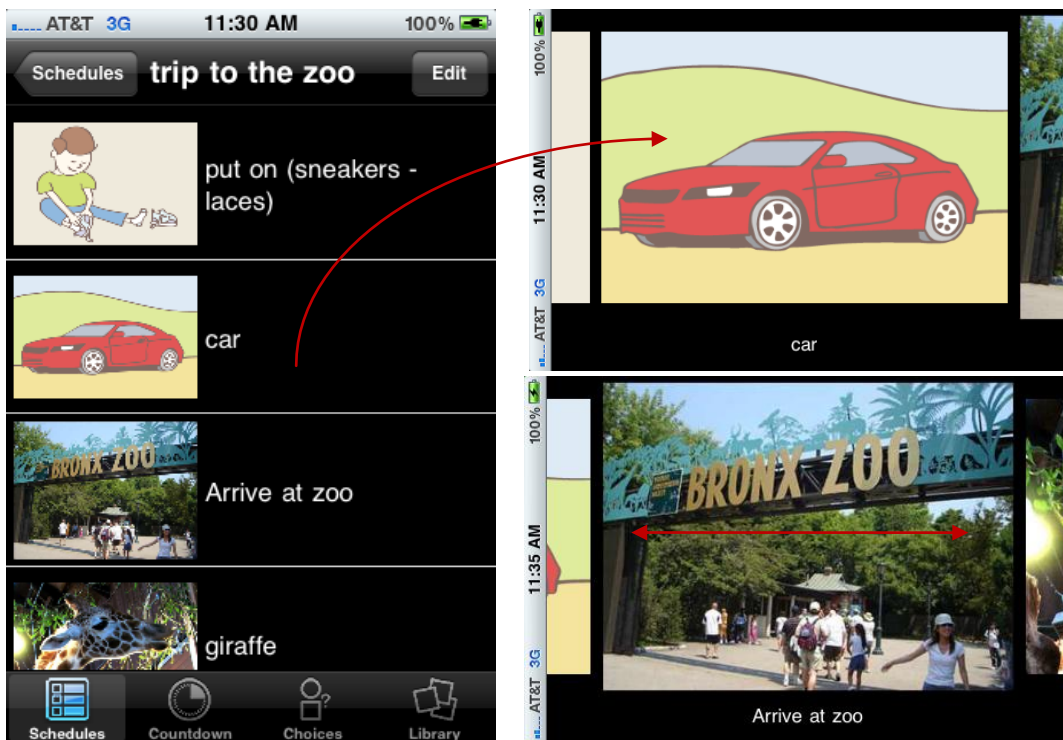 AT&T 3G 11:30 AM 100%
Schedules trip to the zoo Edit
put on (sneakers -
laces)
car
Arrive at zoo
BRONX ZOO
giraffe
Schedules Countdown Choices Library
AT&T 3G 11:30 AM 100%
car
AT&T 3G 11:35 AM 100%
BRONX ZOO
Arrive at zoo